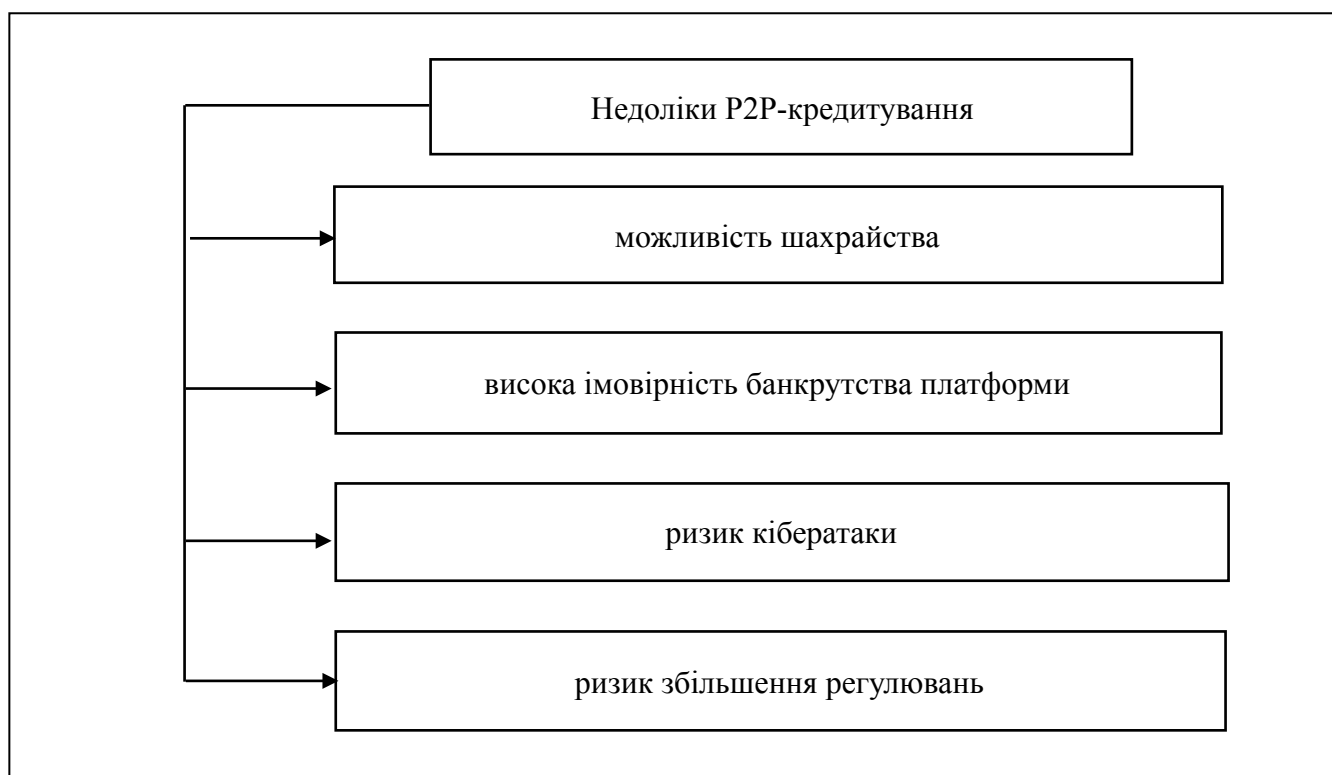 Недоліки P2P-кредитування
можливість шахрайства
висока імовірність банкрутства платформи
ризик кібератаки
ризик збільшення регулювань